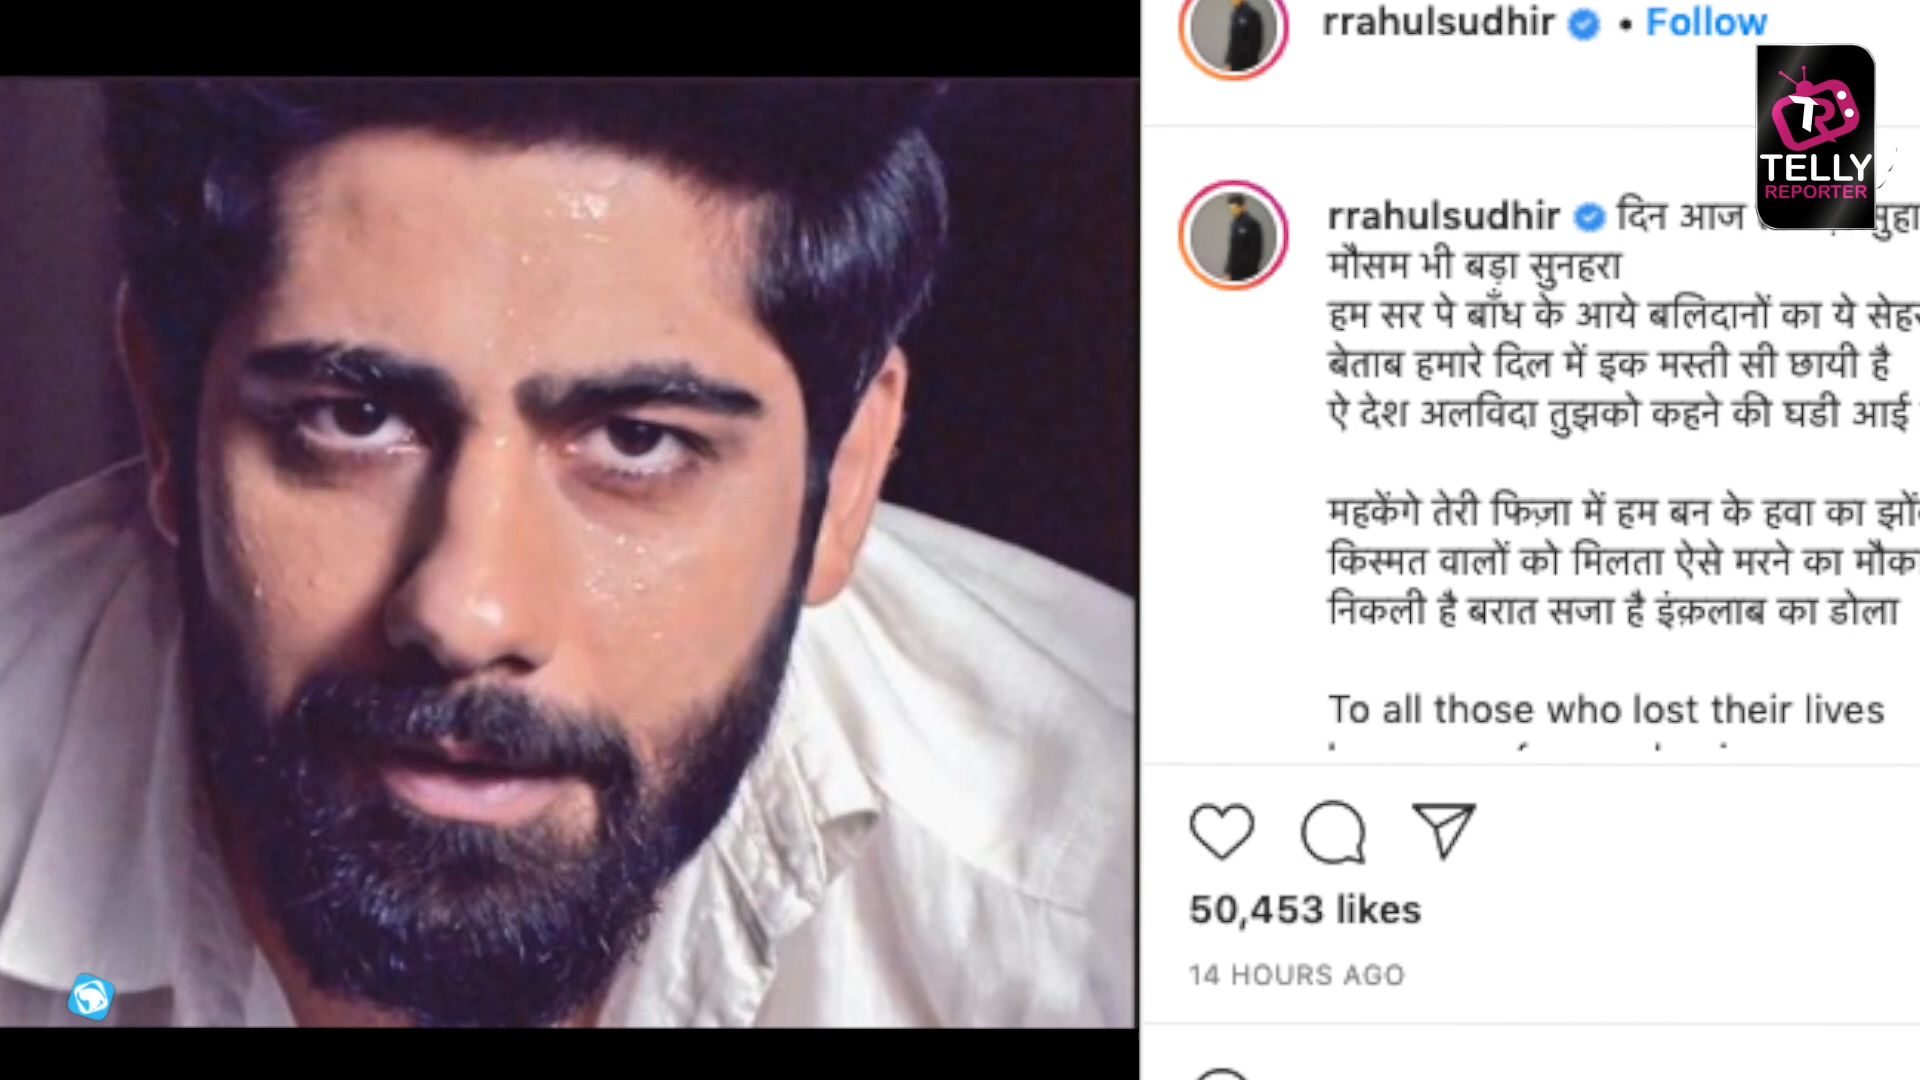 rrahulsudhir • Follow
TELLY
REPORTER
rrahulsudhir दिन आज
मौसम भी बड़ा सुनहरा
हम सर पे बाँध के आये बलिदानों का ये
बेताब हमारे दिल में इक मस्ती सी छायी है
ऐ देश अलविदा तुझको कहने की घडी आई
महकेंगे तेरी फिज़ा में हम बन के हवा का
किस्मत वालों को मिलता ऐसे मरने का
निकली है बरात सजा है इंक़लाब का डोला
To all those who lost their lives
50,453 likes
14 HOURS AGO